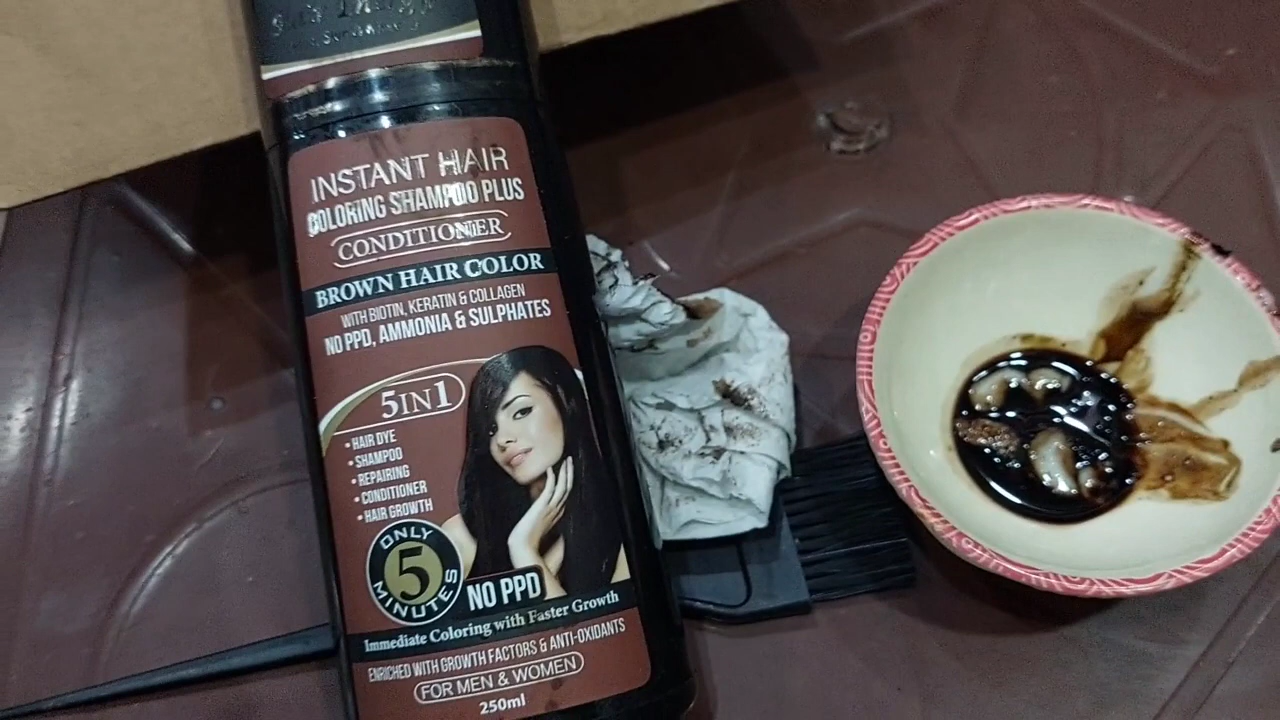 INSTANT HAIR
COLORING SHAMPOO PLUS
CONDITIONER
BROWN HAIR COLOR
WITH BIOTIN, KERATIN & COLLAGEN
NO PPD, AMMONIA & SULPHATES
5IN1
• HAIR DYE
• SHAMPOO
• REPAIRING
• CONDITIONER
• HAIR GROWTH
ONLY
5
MINUTES
NO PPD
Immediate Coloring with Faster Growth
ENRICHED WITH GROWTH FACTORS & ANTI-OXIDANTS
FOR MEN & WOMEN
250ml